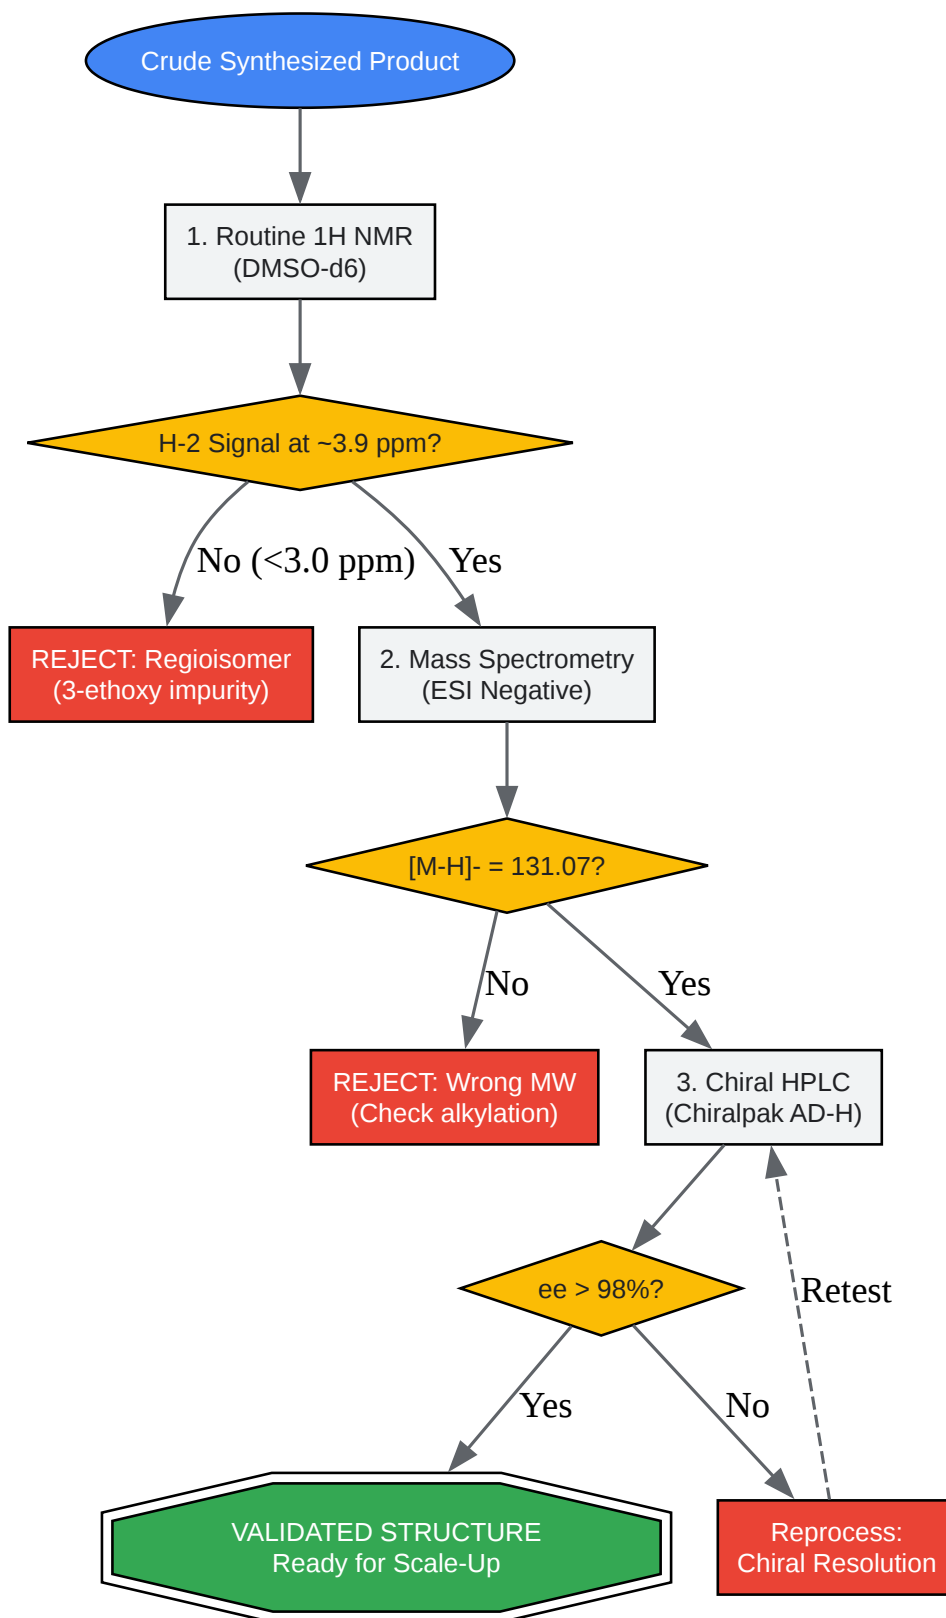 Crude Synthesized Product
1. Routine 1H NMR
(DMSO-d6)
H-2 Signal at ~3.9 ppm?
No (<3.0 ppm)
Yes
REJECT: Regioisomer
(3-ethoxy impurity)
2. Mass Spectrometry
(ESI Negative)
[M-H]- = 131.07?
No
Yes
REJECT: Wrong MW
(Check alkylation)
3. Chiral HPLC
(Chiralpak AD-H)
ee > 98%?
Retest
Yes
No
VALIDATED STRUCTURE
Ready for Scale-Up
Reprocess:
Chiral Resolution